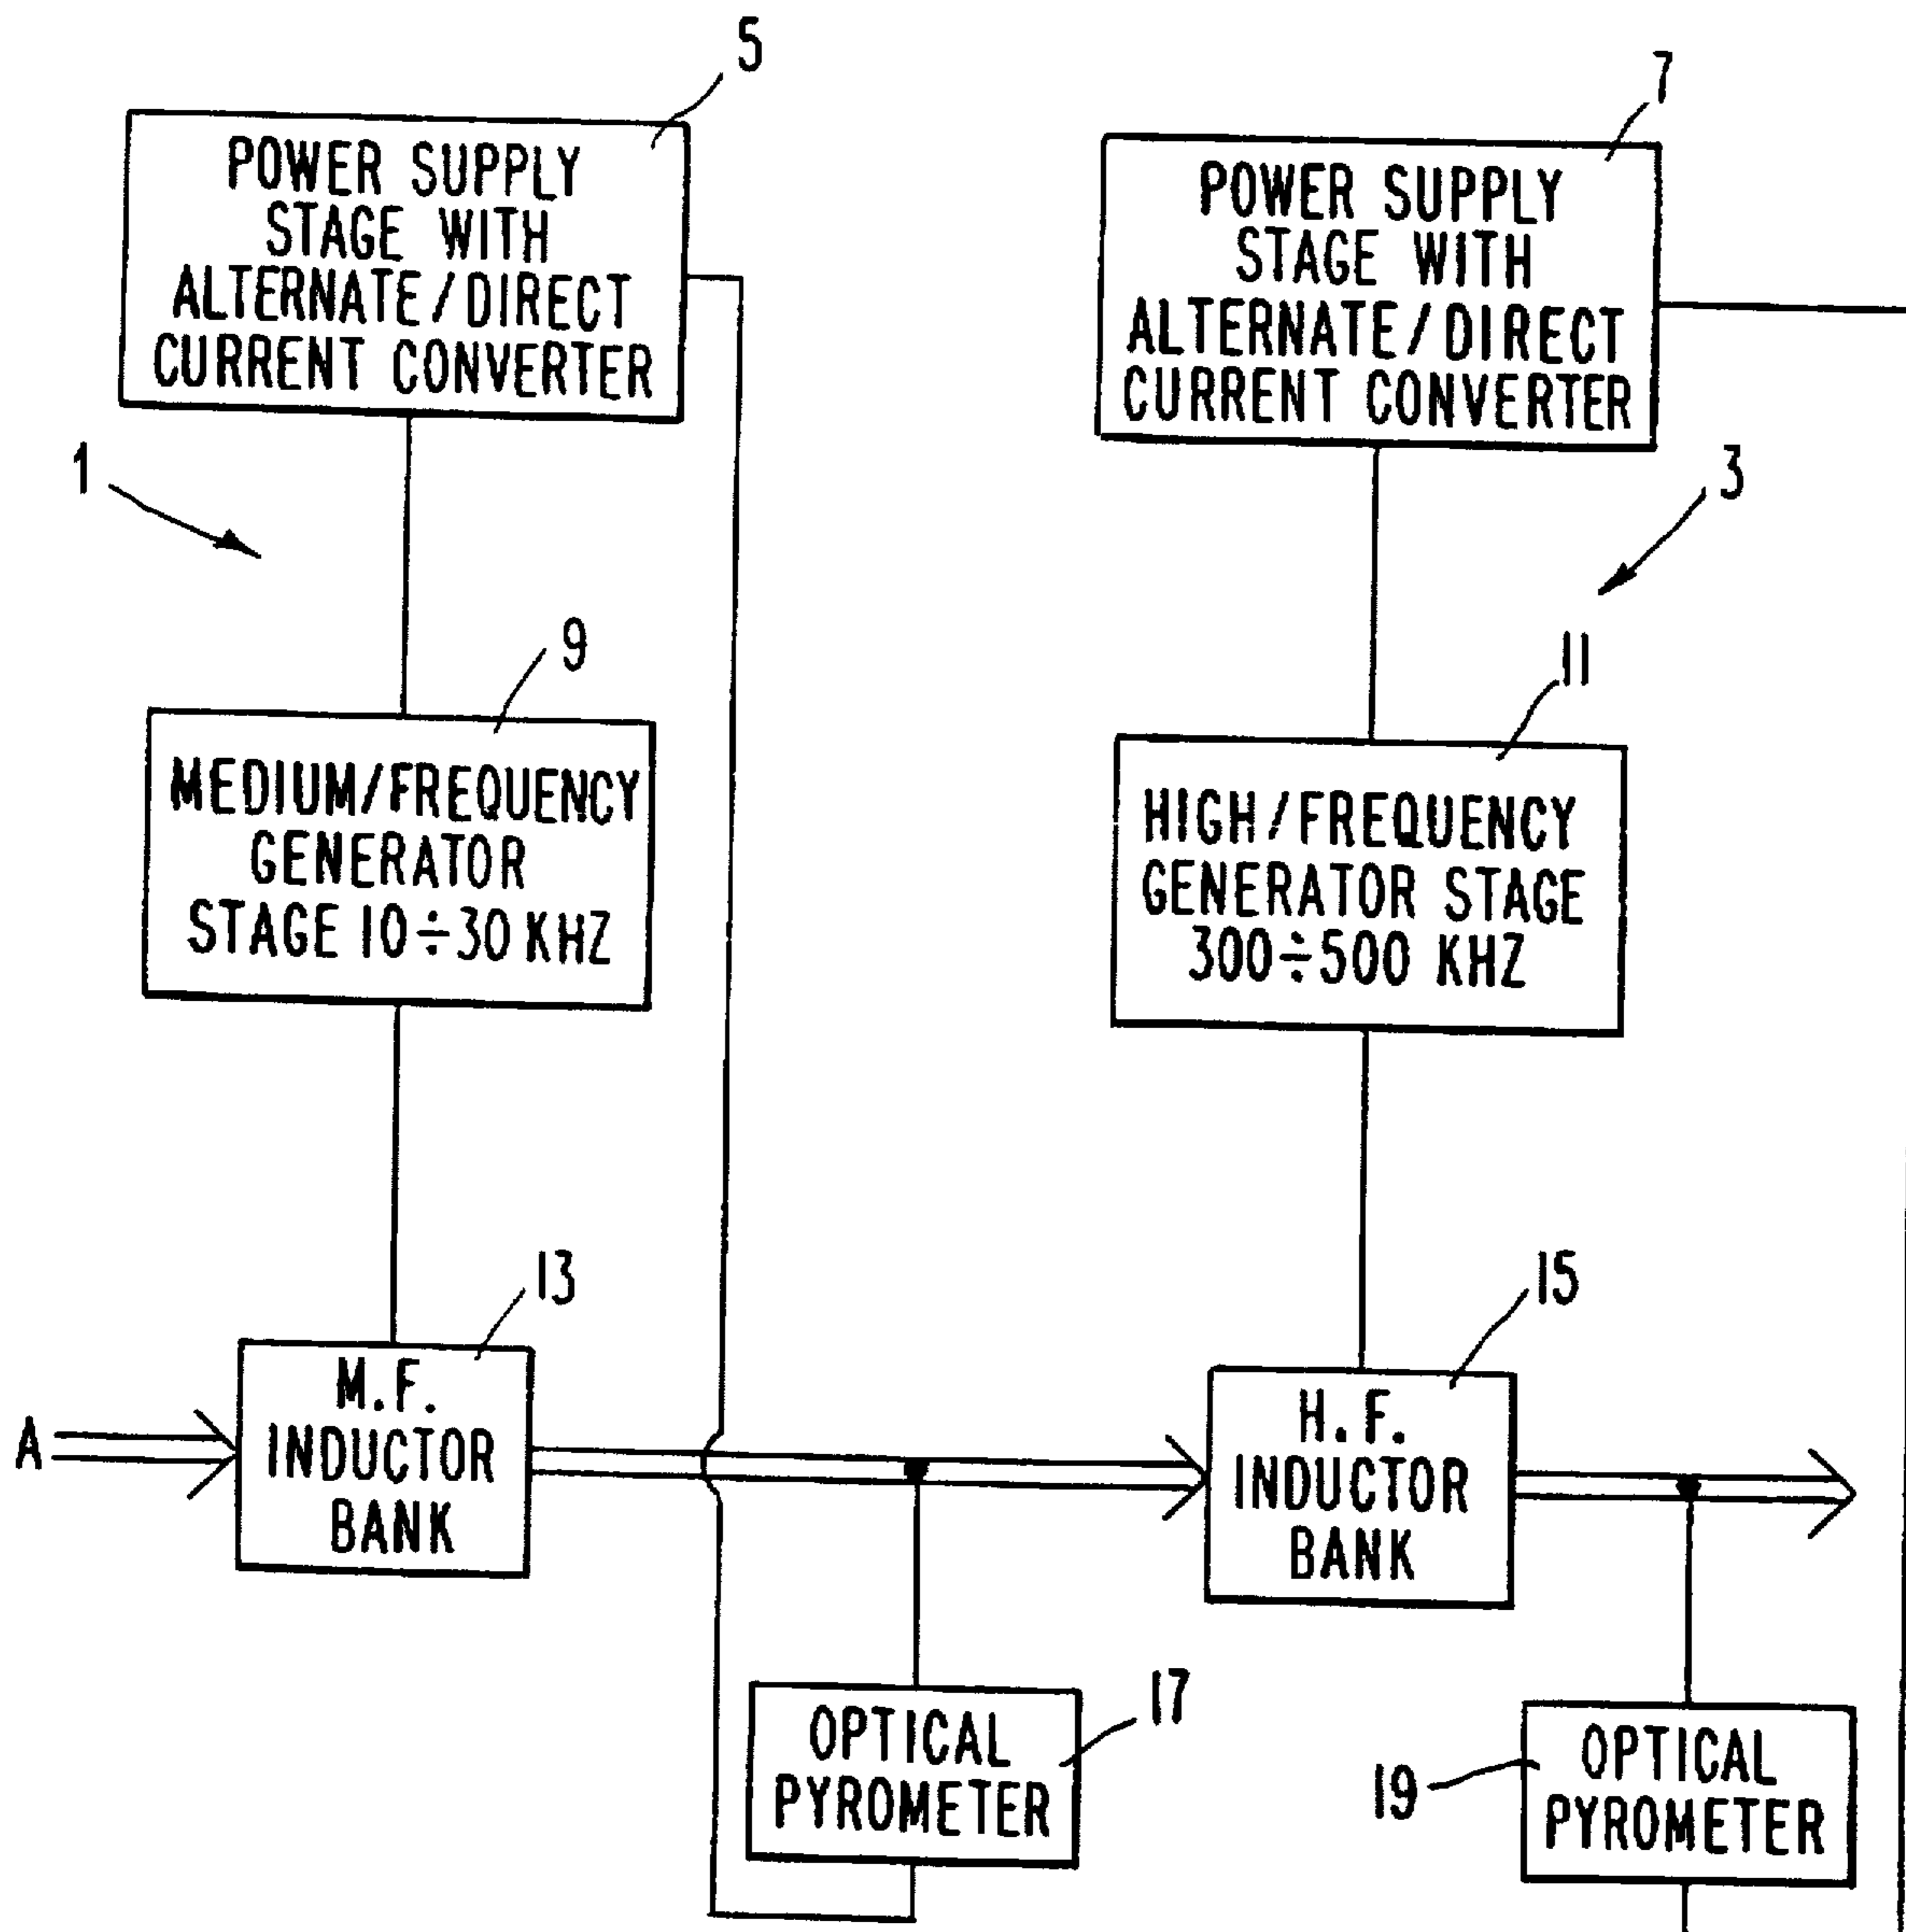 5
POWER SUPPLY
STAGE WITH
ALTERNATE/DIRECT
CURRENT CONVERTER
7
POWER SUPPLY
STAGE WITH
ALTERNATE/DIRECT
CURRENT CONVERTER
1
3
9
MEDIUM/FREQUENCY
GENERATOR
STAGE 10÷30 KHZ
11
HIGH/FREQUENCY
GENERATOR STAGE
300÷500 KHZ
13
A
M.F.
INDUCTOR
BANK
15
H.F.
INDUCTOR
BANK
17
OPTICAL
PYROMETER
19
OPTICAL
PYROMETER